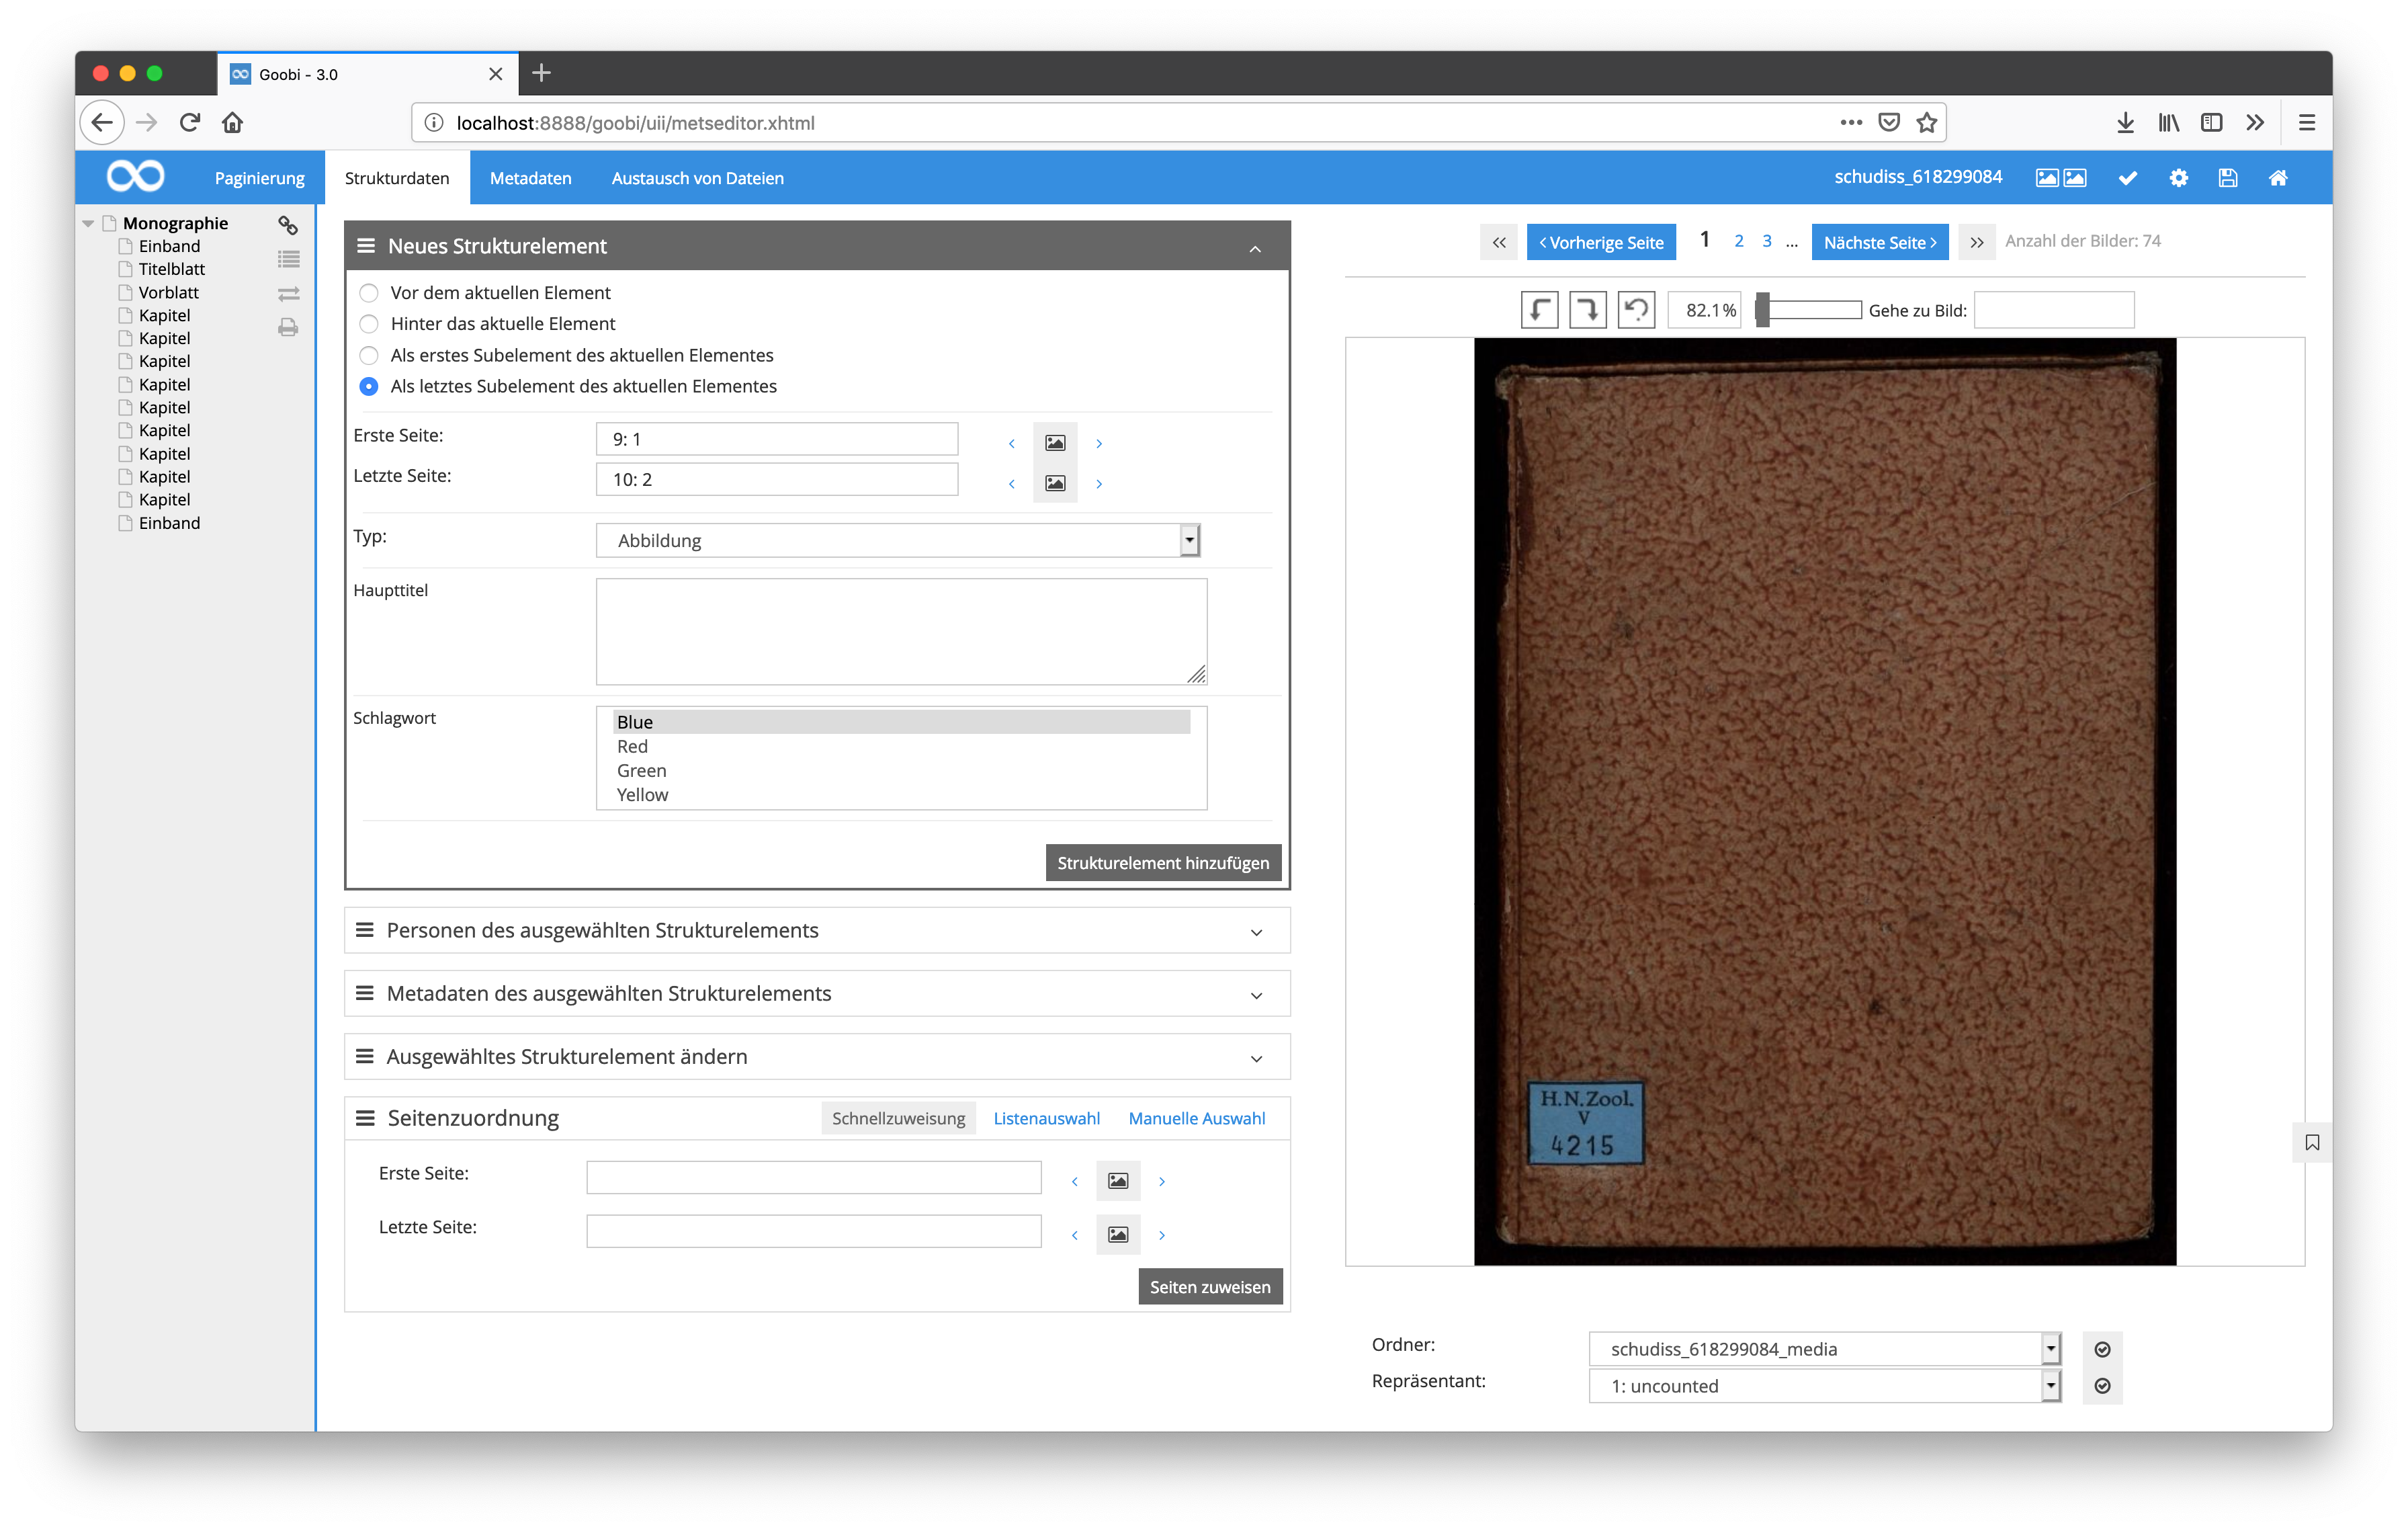 Goobi - 3.0
localhost:8888/goobi/uii/metseditor.xhtml
Paginierung
Strukturdaten
Metadaten
Austausch von Dateien
schudiss_618299084
Monographie
Einband
Titelblatt
Vorblatt
Kapitel
Kapitel
Kapitel
Kapitel
Kapitel
Kapitel
Kapitel
Kapitel
Kapitel
Einband
Neues Strukturelement
Vor dem aktuellen Element
Hinter das aktuelle Element
Als erstes Subelement des aktuellen Elementes
Als letztes Subelement des aktuellen Elementes
Erste Seite: 9: 1
Letzte Seite: 10: 2
Typ: Abbildung
Haupttitel
Schlagwort
Blue
Red
Green
Yellow
Strukturelement hinzufügen
Personen des ausgewählten Strukturelements
Metadaten des ausgewählten Strukturelements
Ausgewähltes Strukturelement ändern
Seitenzuordnung Schnellzuweisung Listenauswahl Manuelle Auswahl
Erste Seite:
Letzte Seite:
Seiten zuweisen
« ‹ Vorherige Seite 1 2 3 ... Nächste Seite › » Anzahl der Bilder: 74
82.1% Gehe zu Bild:
H.N.Zool.
V
4215
Ordner: schudiss_618299084_media
Repräsentant: 1: uncounted